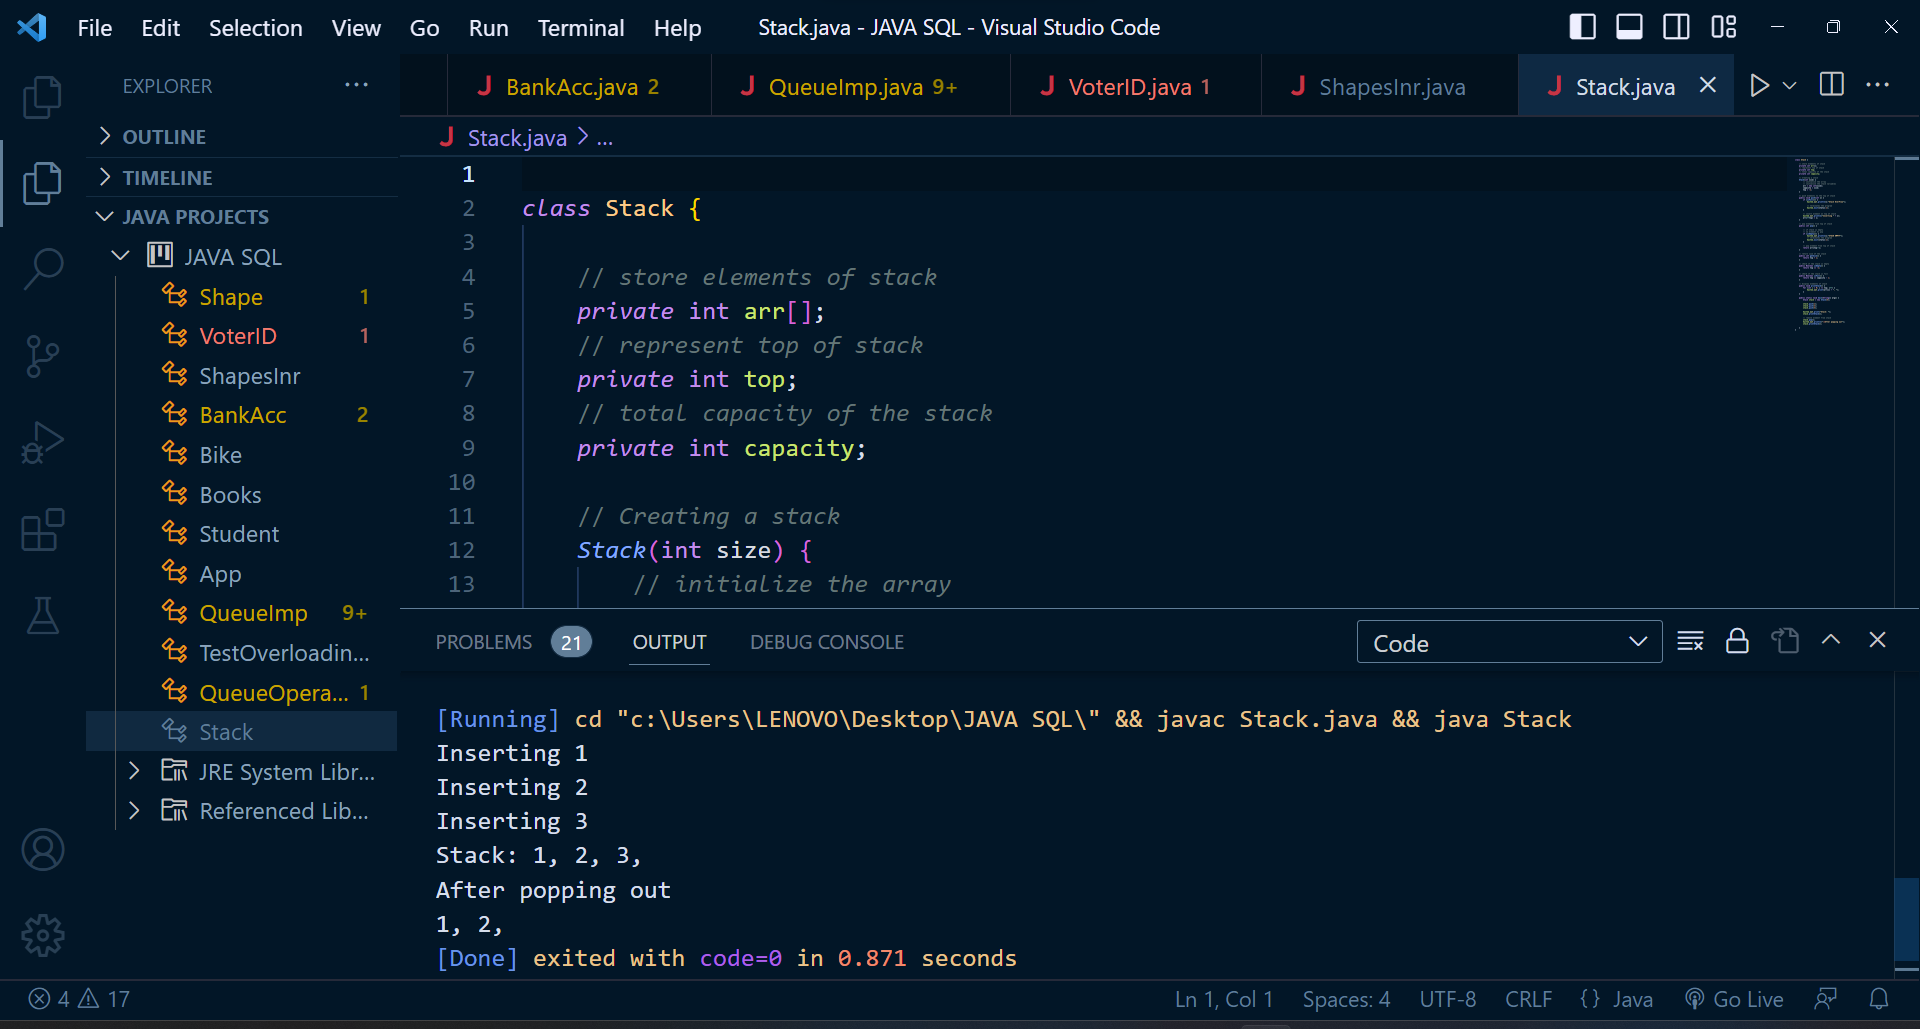 File Edit Selection View Go Run Terminal Help Stack.java - JAVA SQL - Visual Studio Code
EXPLORER
OUTLINE
TIMELINE
JAVA PROJECTS
JAVA SQL
Shape 1
VoterID 1
ShapesInr
BankAcc 2
Bike
Books
Student
App
QueueImp 9+
TestOverloadin...
QueueOpera... 1
Stack
JRE System Libr...
Referenced Lib...
BankAcc.java 2 QueueImp.java 9+ VoterID.java 1 ShapesInr.java Stack.java
Stack.java > ...
1
2 class Stack {
3
4 // store elements of stack
5 private int arr[];
6 // represent top of stack
7 private int top;
8 // total capacity of the stack
9 private int capacity;
10
11 // Creating a stack
12 Stack(int size) {
13 // initialize the array
PROBLEMS 21 OUTPUT DEBUG CONSOLE Code
[Running] cd "c:\Users\LENOVO\Desktop\JAVA SQL\" && javac Stack.java && java Stack
Inserting 1
Inserting 2
Inserting 3
Stack: 1, 2, 3,
After popping out
1, 2,
[Done] exited with code=0 in 0.871 seconds
4 17 Ln 1, Col 1 Spaces: 4 UTF-8 CRLF {} Java Go Live